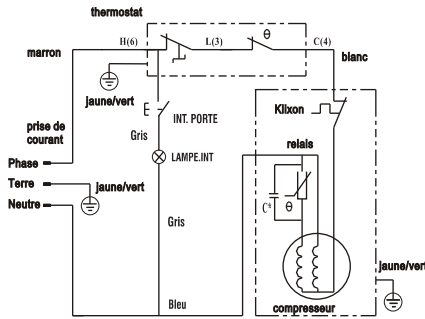 thermostat
H(6) L(3) θ C(4)
marron
blanc
jaune/vert
Klixon
INT. PORTE
prise de
courant
Gris
relais
LAMPE.INT
Phase
Terre
jaune/vert
Neutre
C* θ
Gris
jaune/vert
Bleu
compresseur